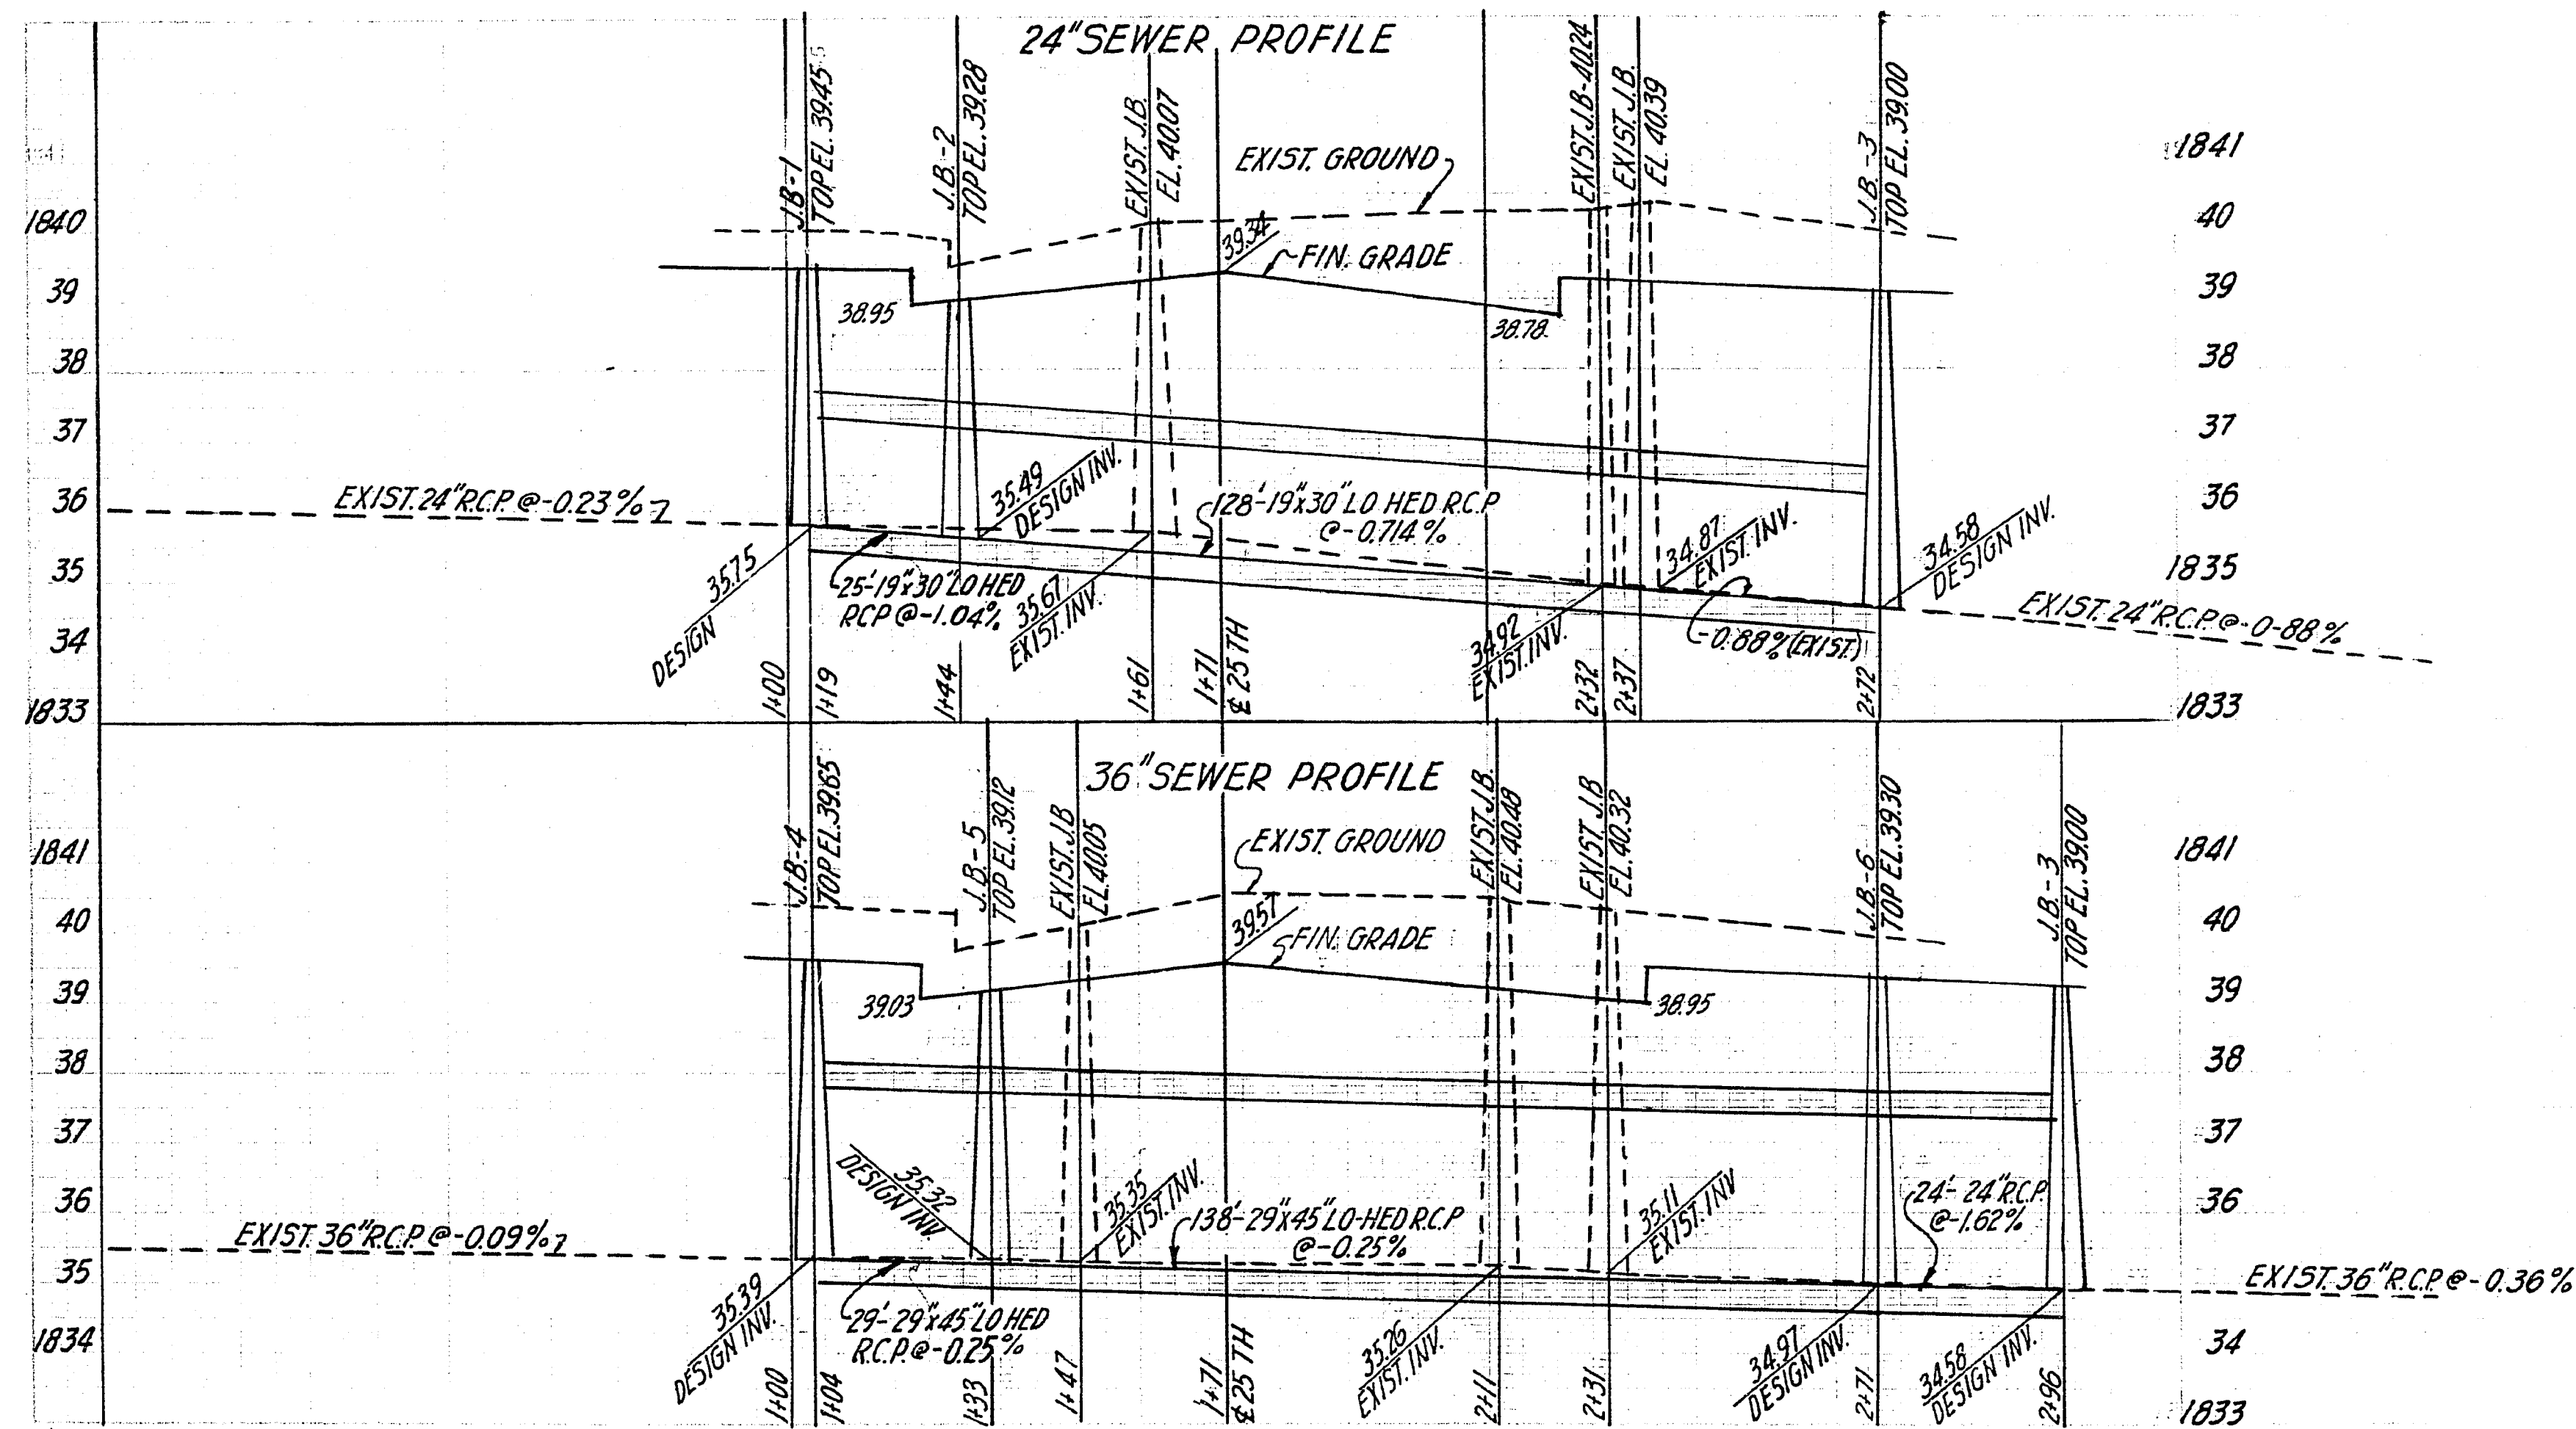 24" SEWER PROFILE
J.B-1
TOP EL. 39.45
J.B.-2
TOP EL. 39.28
EXIST. J.B.
EL. 40.07
EXIST. J.B-40.24
EXIST. J.B.
EL. 40.39
J.B.-3
TOP EL. 39.00
EXIST. GROUND
FIN. GRADE
39.34
38.95
38.78
1840
39
38
37
36
35
34
1833
1841
40
39
38
37
36
1835
1833
EXIST. 24" R.C.P. @ -0.23%
35.49
DESIGN INV.
128'-19"x30" LO HED R.C.P
@-0.714%
34.87
EXIST. INV.
34.58
DESIGN INV.
35.75
DESIGN
25'-19"x30" LO HED
RCP @-1.04%
35.67
EXIST. INV.
34.92
EXIST. INV.
-0.88% (EXIST.)
EXIST. 24" R.C.P. @-0-88%
1+00
1+19
1+44
1+61
1+71
℄ 25TH
2+32
2+37
2+72
36" SEWER PROFILE
J.B.-4
TOP EL. 39.65
J.B.-5
TOP EL. 39.12
EXIST. J.B
EL. 40.05
EXIST. J.B.
EL. 40.48
EXIST. J.B
EL. 40.32
J.B.-6
TOP EL. 39.30
J.B.-3
TOP EL. 39.00
EXIST. GROUND
FIN. GRADE
39.57
39.03
38.95
1841
40
39
38
37
36
35
1834
1841
40
39
38
37
36
34
1833
EXIST. 36" R.C.P. @ -0.09%
35.32
DESIGN INV
35.35
EXIST. INV.
138'-29"x45" LO-HED R.C.P
@-0.25%
35.11
EXIST. INV
24'-24" R.C.P.
@-1.62%
EXIST. 36" R.C.P. @-0.36%
35.39
DESIGN INV.
29'-29"x45" LO HED
R.C.P. @-0.25%
35.26
EXIST. INV.
34.97
DESIGN INV.
34.58
DESIGN INV.
1+00
1+04
1+33
1+47
1+71
℄ 25TH
2+11
2+31
2+71
2+96